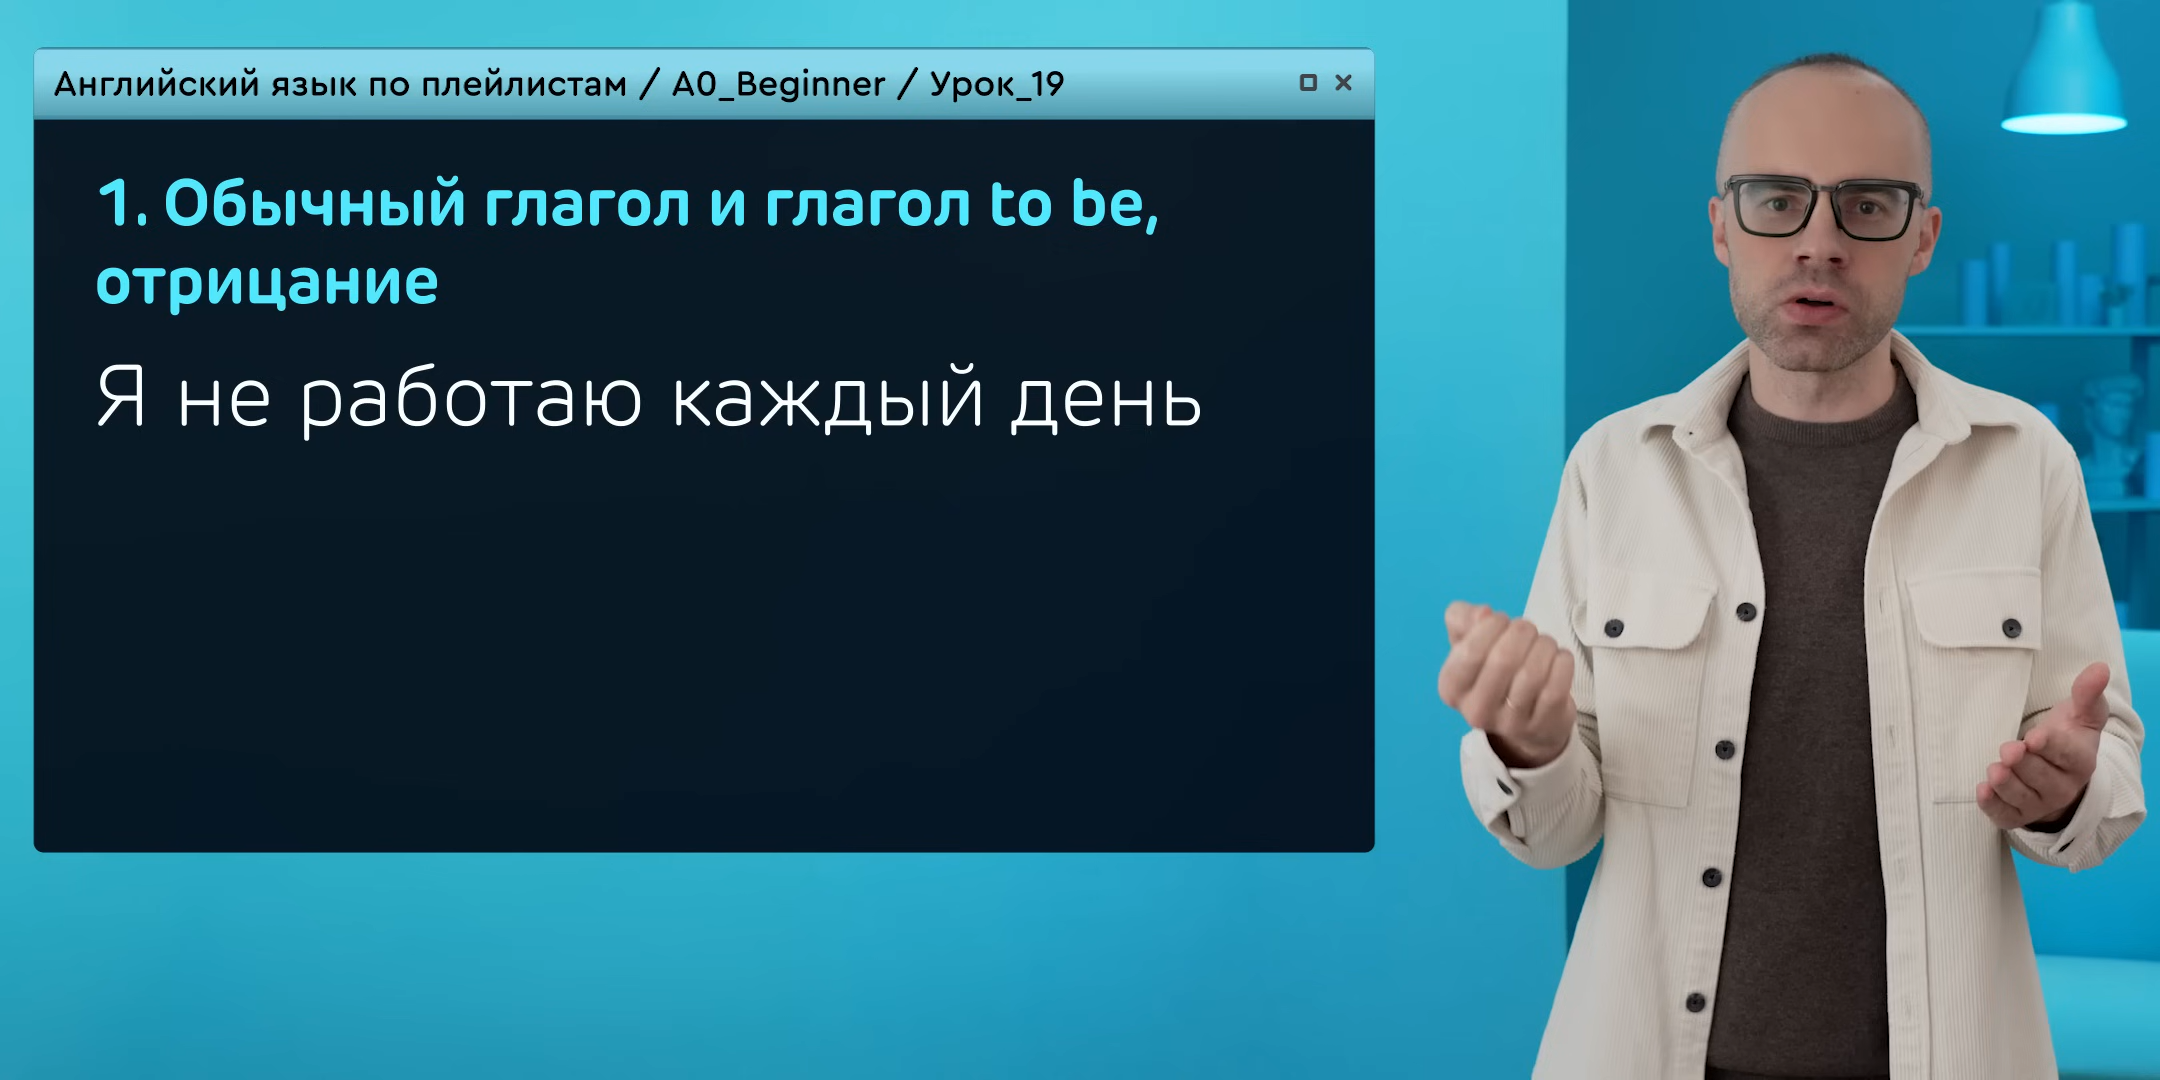 Английский язык по плейлистам / A0_Beginner / Урок_19
1. Обычный глагол и глагол to be,
отрицание
Я не работаю каждый день